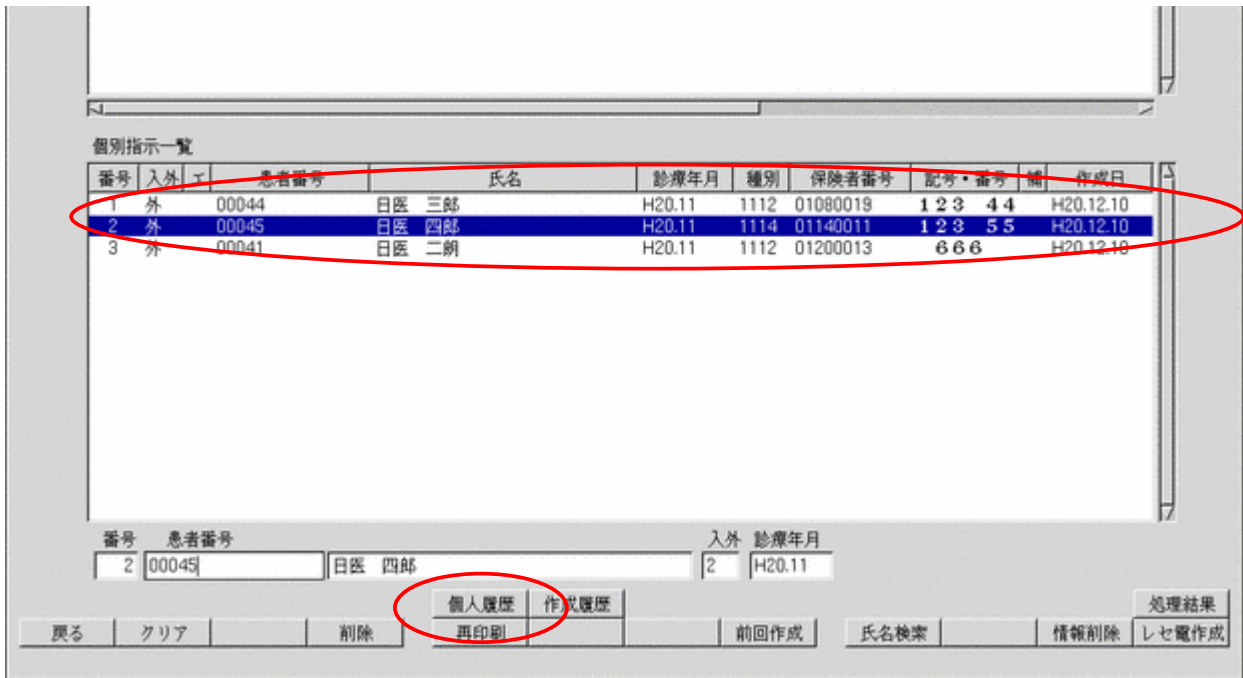 個別指示一覧
番号 入外 エ 患者番号 氏名 診療年月 種別 保険者番号 記号・番号 補 作成日
1 外 00044 日医 三郎 H20.11 1112 01080019 123 44 H20.12.10
2 外 00045 日医 四郎 H20.11 1114 01140011 123 55 H20.12.10
3 外 00041 日医 二朗 H20.11 1112 01200013 666 H20.12.10
番号 患者番号 入外 診療年月
2 00045 日医 四郎 2 H20.11
個人履歴 作成履歴 処理結果
戻る クリア 削除 再印刷 前回作成 氏名検索 情報削除 レセ電作成